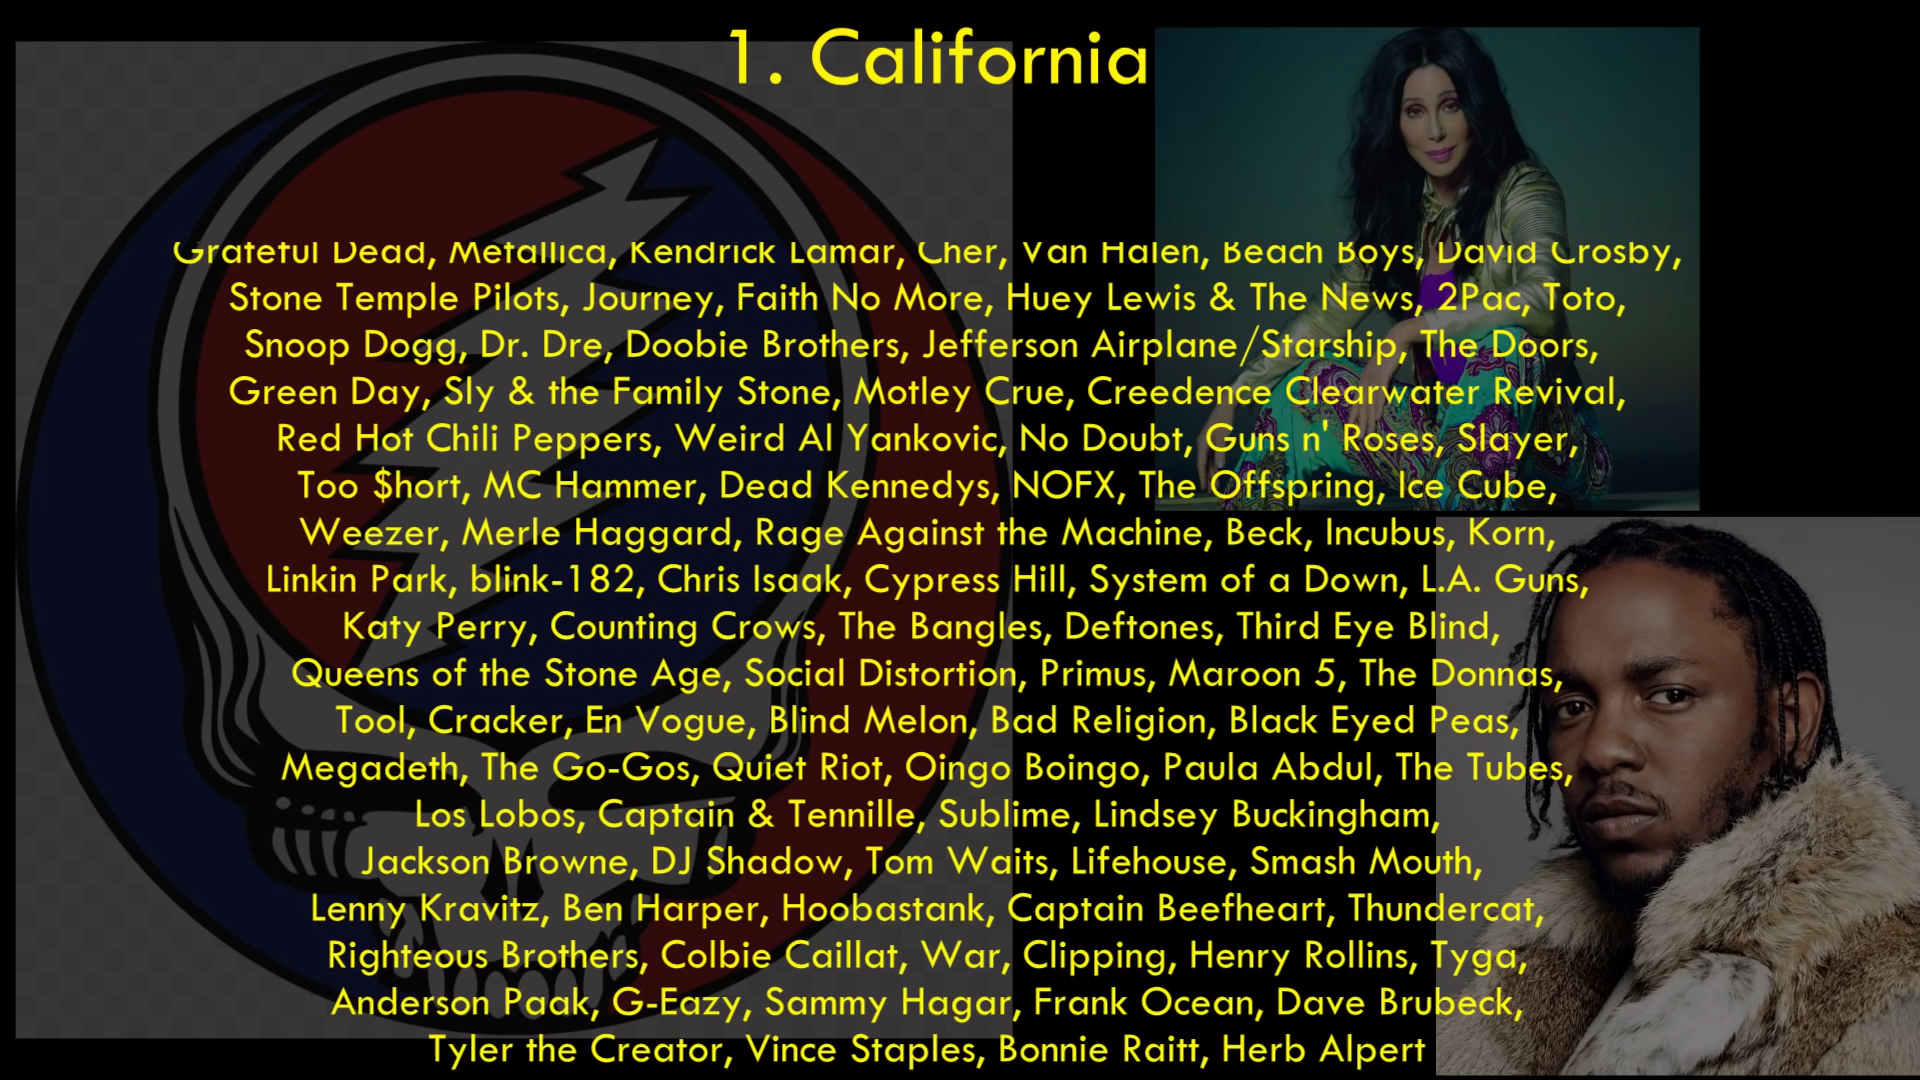 1. California
Grateful Dead, Metallica, Kendrick Lamar, Cher, Van Halen, Beach Boys, David Crosby,
Stone Temple Pilots, Journey, Faith No More, Huey Lewis & The News, 2Pac, Toto,
Snoop Dogg, Dr. Dre, Doobie Brothers, Jefferson Airplane/Starship, The Doors,
Green Day, Sly & the Family Stone, Motley Crue, Creedence Clearwater Revival,
Red Hot Chili Peppers, Weird Al Yankovic, No Doubt, Guns n' Roses, Slayer,
Too $hort, MC Hammer, Dead Kennedys, NOFX, The Offspring, Ice Cube,
Weezer, Merle Haggard, Rage Against the Machine, Beck, Incubus, Korn,
Linkin Park, blink-182, Chris Isaak, Cypress Hill, System of a Down, L.A. Guns,
Katy Perry, Counting Crows, The Bangles, Deftones, Third Eye Blind,
Queens of the Stone Age, Social Distortion, Primus, Maroon 5, The Donnas,
Tool, Cracker, En Vogue, Blind Melon, Bad Religion, Black Eyed Peas,
Megadeth, The Go-Gos, Quiet Riot, Oingo Boingo, Paula Abdul, The Tubes,
Los Lobos, Captain & Tennille, Sublime, Lindsey Buckingham,
Jackson Browne, DJ Shadow, Tom Waits, Lifehouse, Smash Mouth,
Lenny Kravitz, Ben Harper, Hoobastank, Captain Beefheart, Thundercat,
Righteous Brothers, Colbie Caillat, War, Clipping, Henry Rollins, Tyga,
Anderson Paak, G-Eazy, Sammy Hagar, Frank Ocean, Dave Brubeck,
Tyler the Creator, Vince Staples, Bonnie Raitt, Herb Alpert